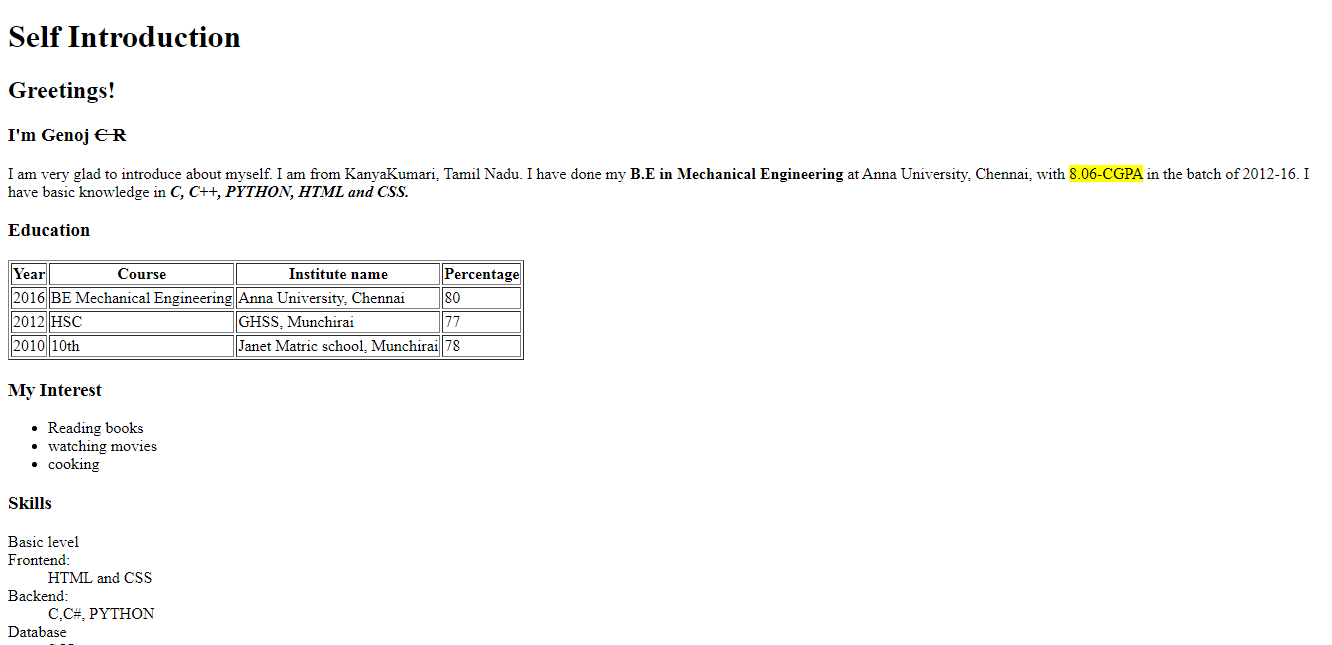 Self Introduction
Greetings!
I'm Genoj C R
I am very glad to introduce about myself. I am from KanyaKumari, Tamil Nadu. I have done my B.E in Mechanical Engineering at Anna University, Chennai, with 8.06-CGPA in the batch of 2012-16. I
have basic knowledge in C, C++, PYTHON, HTML and CSS.
Education
Year Course Institute name Percentage
2016 BE Mechanical Engineering Anna University, Chennai 80
2012 HSC GHSS, Munchirai 77
2010 10th Janet Matric school, Munchirai 78
My Interest
Reading books
watching movies
cooking
Skills
Basic level
Frontend:
HTML and CSS
Backend:
C,C#, PYTHON
Database